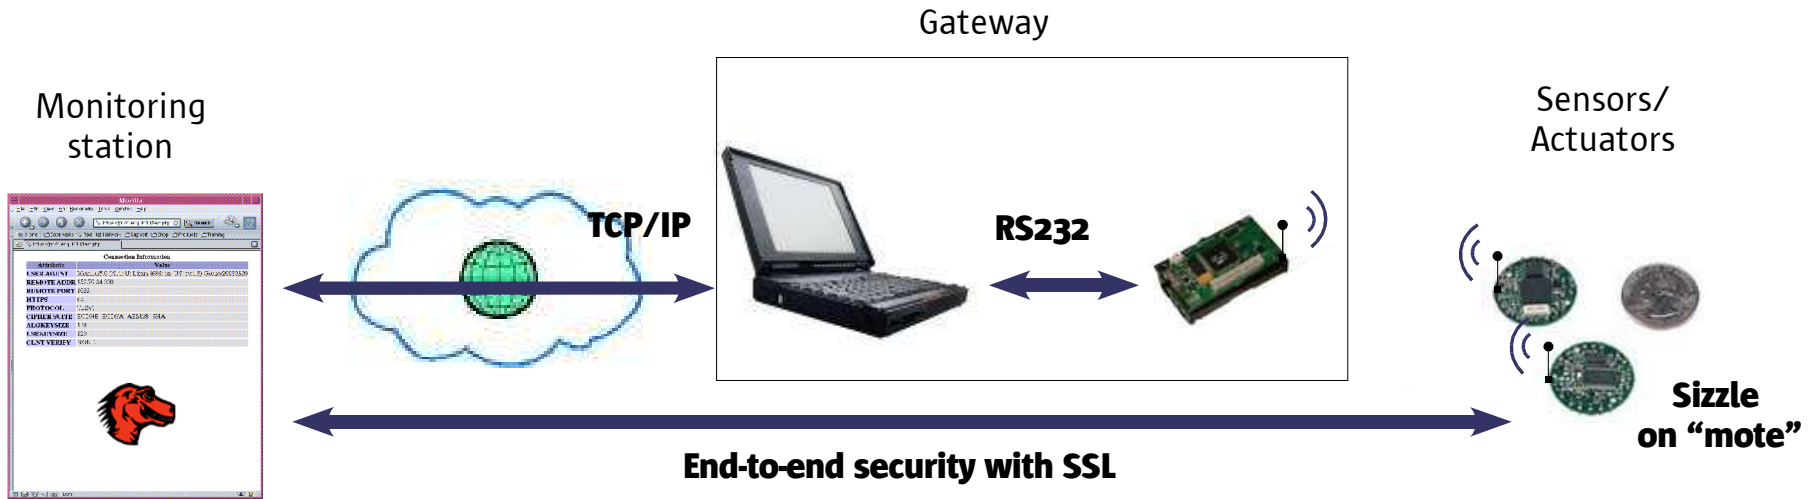 Gateway
Monitoring
station
Sensors/
Actuators
TCP/IP
RS232
Mozilla
Connection Information
Attribute Value
USER AGENT
REMOTE ADDR
REMOTE PORT
HTTPS
PROTOCOL
CIPHER SUITE
ALGKEYSIZE
USEKEYSIZE
CLNT VERIFY
Sizzle
on “mote”
End-to-end security with SSL